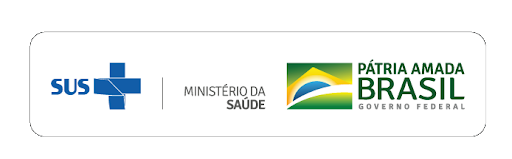 SUS
MINISTÉRIO DA
SAÚDE
PÁTRIA AMADA
BRASIL
GOVERNO FEDERAL